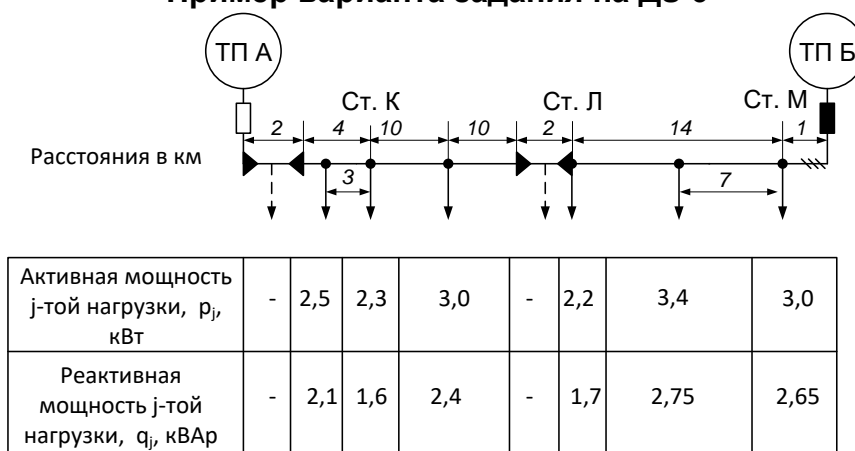 Пример варианта задания на
ТП А
ТП Б
Ст. К
Ст. Л
Ст. М
2 4 10 10 2 14 1
Расстояния в км
3 7
Активная мощность
j-той нагрузки, pj,
кВт
- 2,5 2,3 3,0 - 2,2 3,4 3,0
Реактивная
мощность j-той
нагрузки, qj, кВАр
- 2,1 1,6 2,4 - 1,7 2,75 2,65